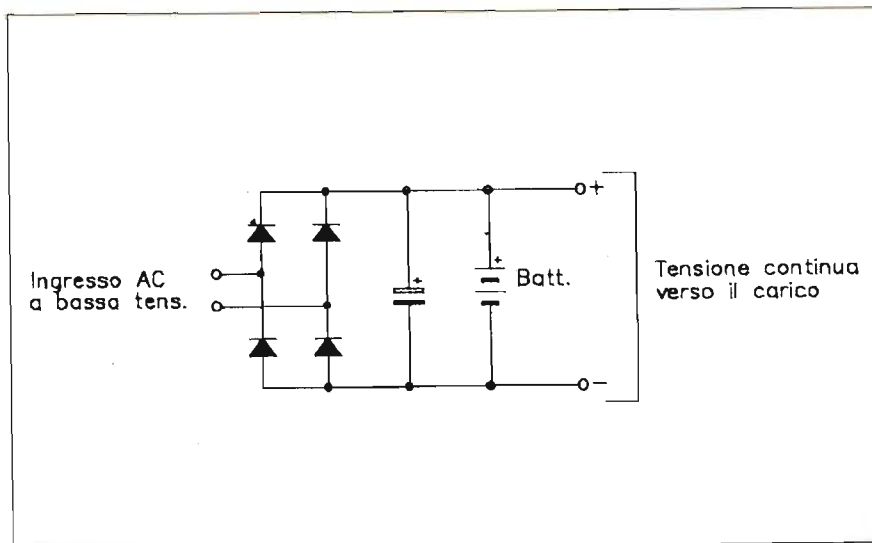 Ingresso AC
a bassa tens.
+
+
Batt.
+
-
Tensione continua
verso il carico